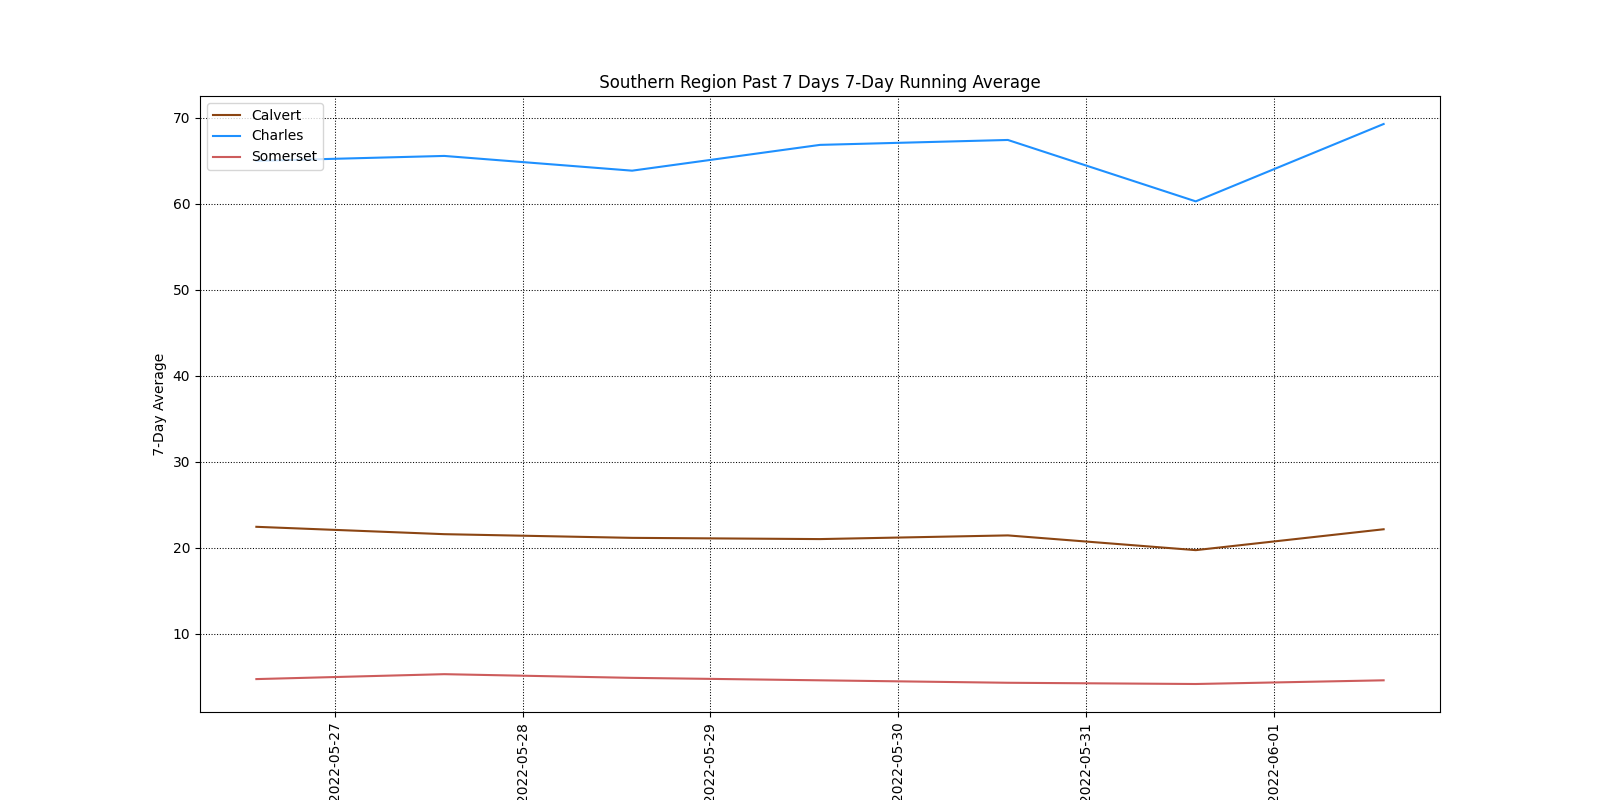 Southern Region Past 7 Days 7-Day Running Average
Calvert
Charles
Somerset
70
60
50
40
30
20
10
7-Day Average
2022-05-27
2022-05-28
2022-05-29
2022-05-30
2022-05-31
2022-06-01